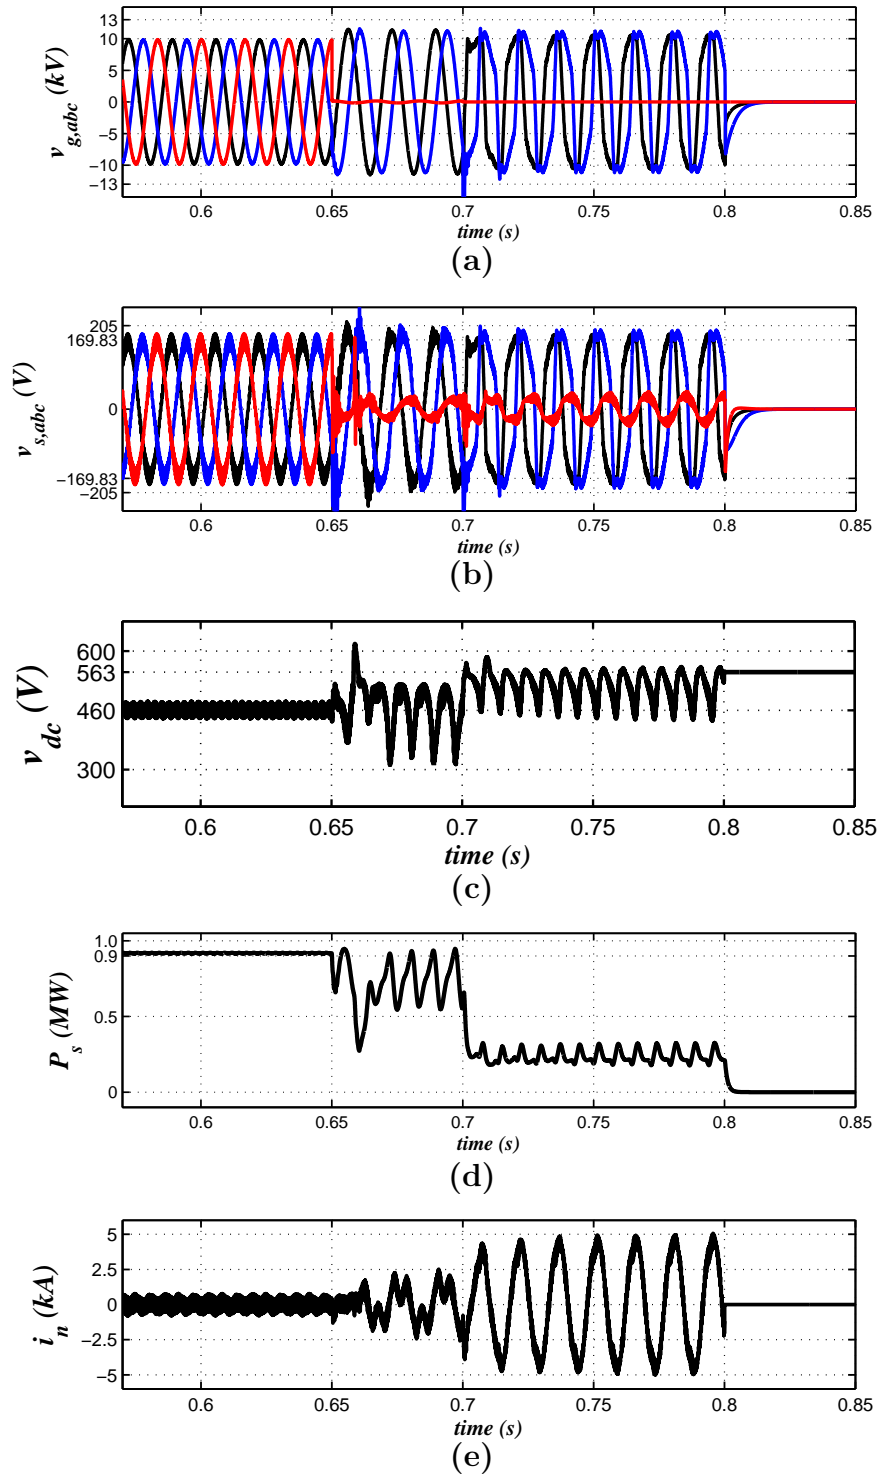 v_g,abc (kV)
13
10
5
0
−5
−10
−13
0.6 0.65 0.7 0.75 0.8 0.85
time (s)
(a)
v_s,abc (V)
205
169.83
0
−169.83
−205
0.6 0.65 0.7 0.75 0.8 0.85
time (s)
(b)
v_dc (V)
600
563
460
300
0.6 0.65 0.7 0.75 0.8 0.85
time (s)
(c)
P_s (MW)
1.0
0.9
0.5
0
0.6 0.65 0.7 0.75 0.8 0.85
time (s)
(d)
i_n (kA)
5
2.5
0
−2.5
−5
0.6 0.65 0.7 0.75 0.8 0.85
time (s)
(e)